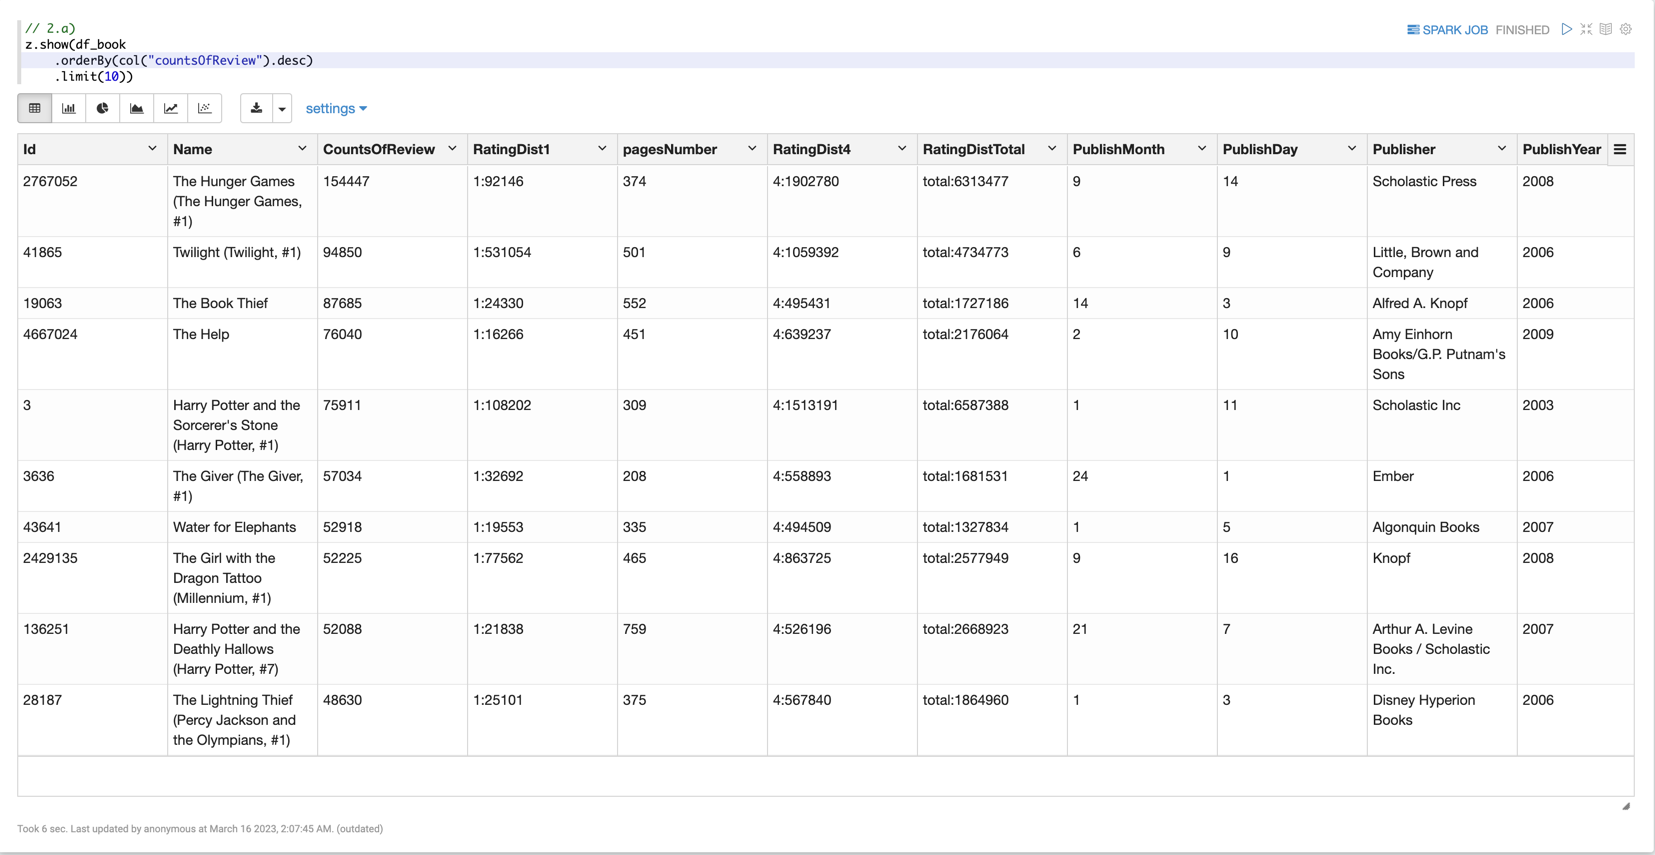 // 2.a)
SPARK JOB FINISHED
z.show(df_book
.orderBy(col("countsOfReview").desc)
.limit(10))
settings
Id Name CountsOfReview RatingDist1 pagesNumber RatingDist4 RatingDistTotal PublishMonth PublishDay Publisher PublishYear
2767052 The Hunger Games 154447 1:92146 374 4:1902780 total:6313477 9 14 Scholastic Press 2008
(The Hunger Games,
#1)
41865 Twilight (Twilight, #1) 94850 1:531054 501 4:1059392 total:4734773 6 9 Little, Brown and 2006
Company
19063 The Book Thief 87685 1:24330 552 4:495431 total:1727186 14 3 Alfred A. Knopf 2006
4667024 The Help 76040 1:16266 451 4:639237 total:2176064 2 10 Amy Einhorn 2009
Books/G.P. Putnam's
Sons
3 Harry Potter and the 75911 1:108202 309 4:1513191 total:6587388 1 11 Scholastic Inc 2003
Sorcerer's Stone
(Harry Potter, #1)
3636 The Giver (The Giver, 57034 1:32692 208 4:558893 total:1681531 24 1 Ember 2006
#1)
43641 Water for Elephants 52918 1:19553 335 4:494509 total:1327834 1 5 Algonquin Books 2007
2429135 The Girl with the 52225 1:77562 465 4:863725 total:2577949 9 16 Knopf 2008
Dragon Tattoo
(Millennium, #1)
136251 Harry Potter and the 52088 1:21838 759 4:526196 total:2668923 21 7 Arthur A. Levine 2007
Deathly Hallows Books / Scholastic
(Harry Potter, #7) Inc.
28187 The Lightning Thief 48630 1:25101 375 4:567840 total:1864960 1 3 Disney Hyperion 2006
(Percy Jackson and Books
the Olympians, #1)
Took 6 sec. Last updated by anonymous at March 16 2023, 2:07:45 AM. (outdated)